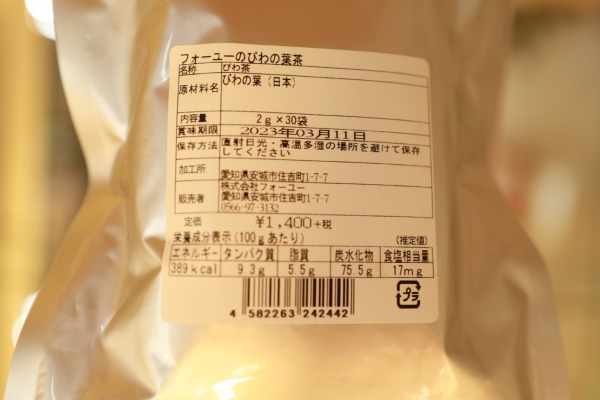 フォーユーのびわの葉茶
名称 びわ茶
原材料名 びわの葉（日本）
内容量 2g×30袋
賞味期限 2023年03月11日
保存方法 直射日光・高温多湿の場所を避けて保存
してください
加工所 愛知県安城市住吉町1-7-7
販売者 株式会社フォーユー
愛知県安城市住吉町1-7-7
0566-97-3132
定価 ¥1,400+税
栄養成分表示(100gあたり) (推定値)
エネルギー タンパク質 脂質 炭水化物 食塩相当量
389kcal 9.3g 5.5g 75.5g 17mg
プラ
4 582263 242442